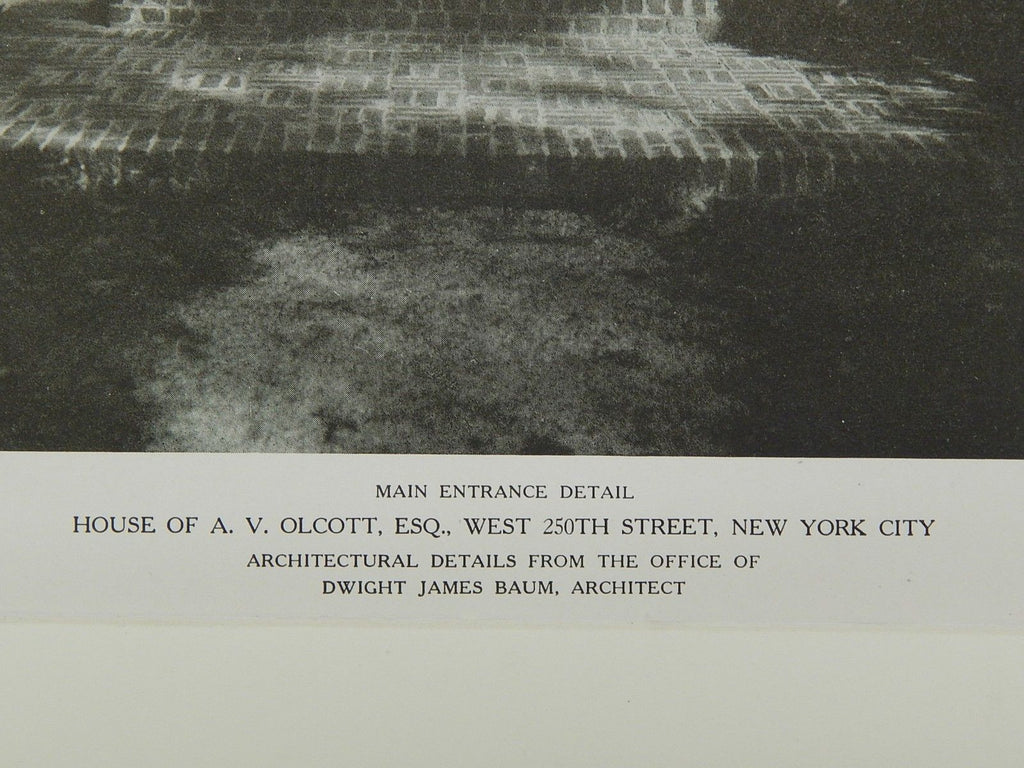 MAIN ENTRANCE DETAIL
HOUSE OF A. V. OLCOTT, ESQ., WEST 250TH STREET, NEW YORK CITY
ARCHITECTURAL DETAILS FROM THE OFFICE OF
DWIGHT JAMES BAUM, ARCHITECT